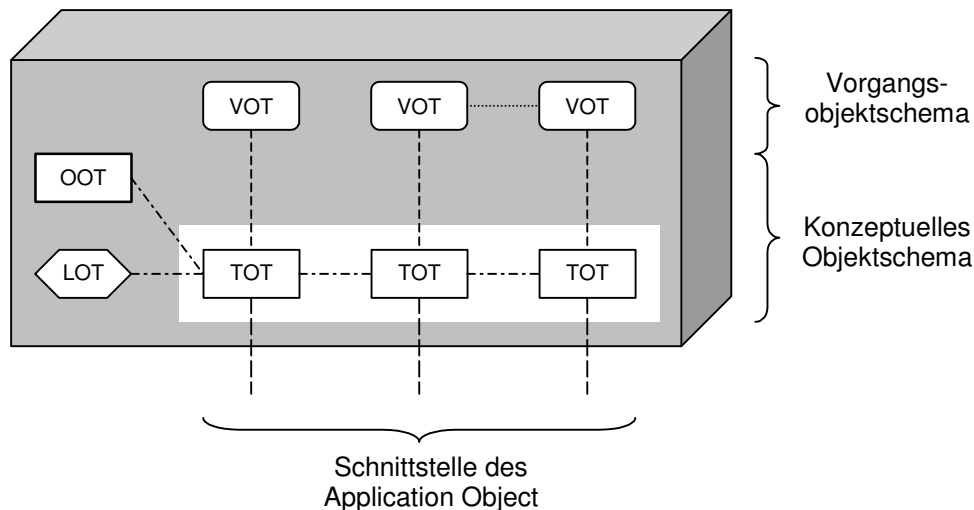 VOT VOT VOT
Vorgangs-
objektschema
OOT
LOT TOT TOT TOT
Konzeptuelles
Objektschema
Schnittstelle des
Application Object